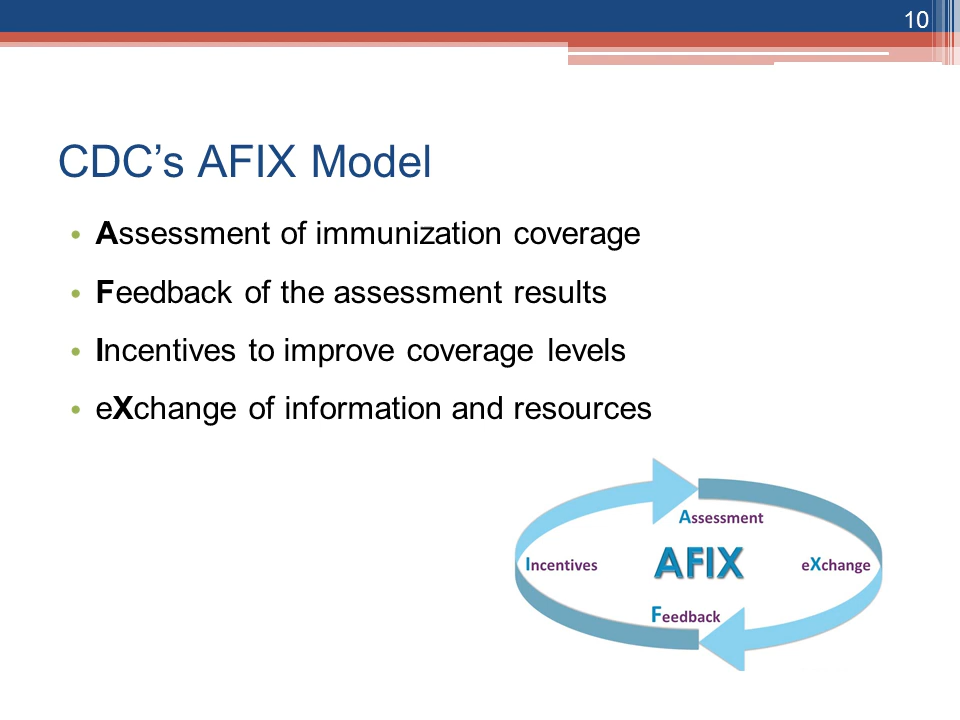 10
CDC’s AFIX Model
• Assessment of immunization coverage
• Feedback of the assessment results
• Incentives to improve coverage levels
• eXchange of information and resources
Assessment
Incentives AFIX eXchange
Feedback